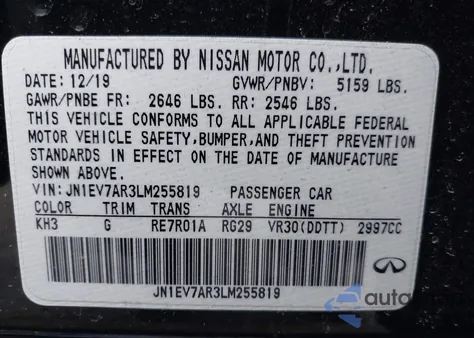 MANUFACTURED BY NISSAN MOTOR CO.,LTD.
DATE: 12/19 GVWR/PNBV: 5159 LBS.
GAWR/PNBE FR: 2646 LBS. RR: 2546 LBS.
THIS VEHICLE CONFORMS TO ALL APPLICABLE FEDERAL
MOTOR VEHICLE SAFETY, BUMPER, AND THEFT PREVENTION
STANDARDS IN EFFECT ON THE DATE OF MANUFACTURE
SHOWN ABOVE.
VIN: JN1EV7AR3LM255819 PASSENGER CAR
COLOR TRIM TRANS AXLE ENGINE
KH3 G RE7R01A RG29 VR30(DDTT) 2997CC
JN1EV7AR3LM255819